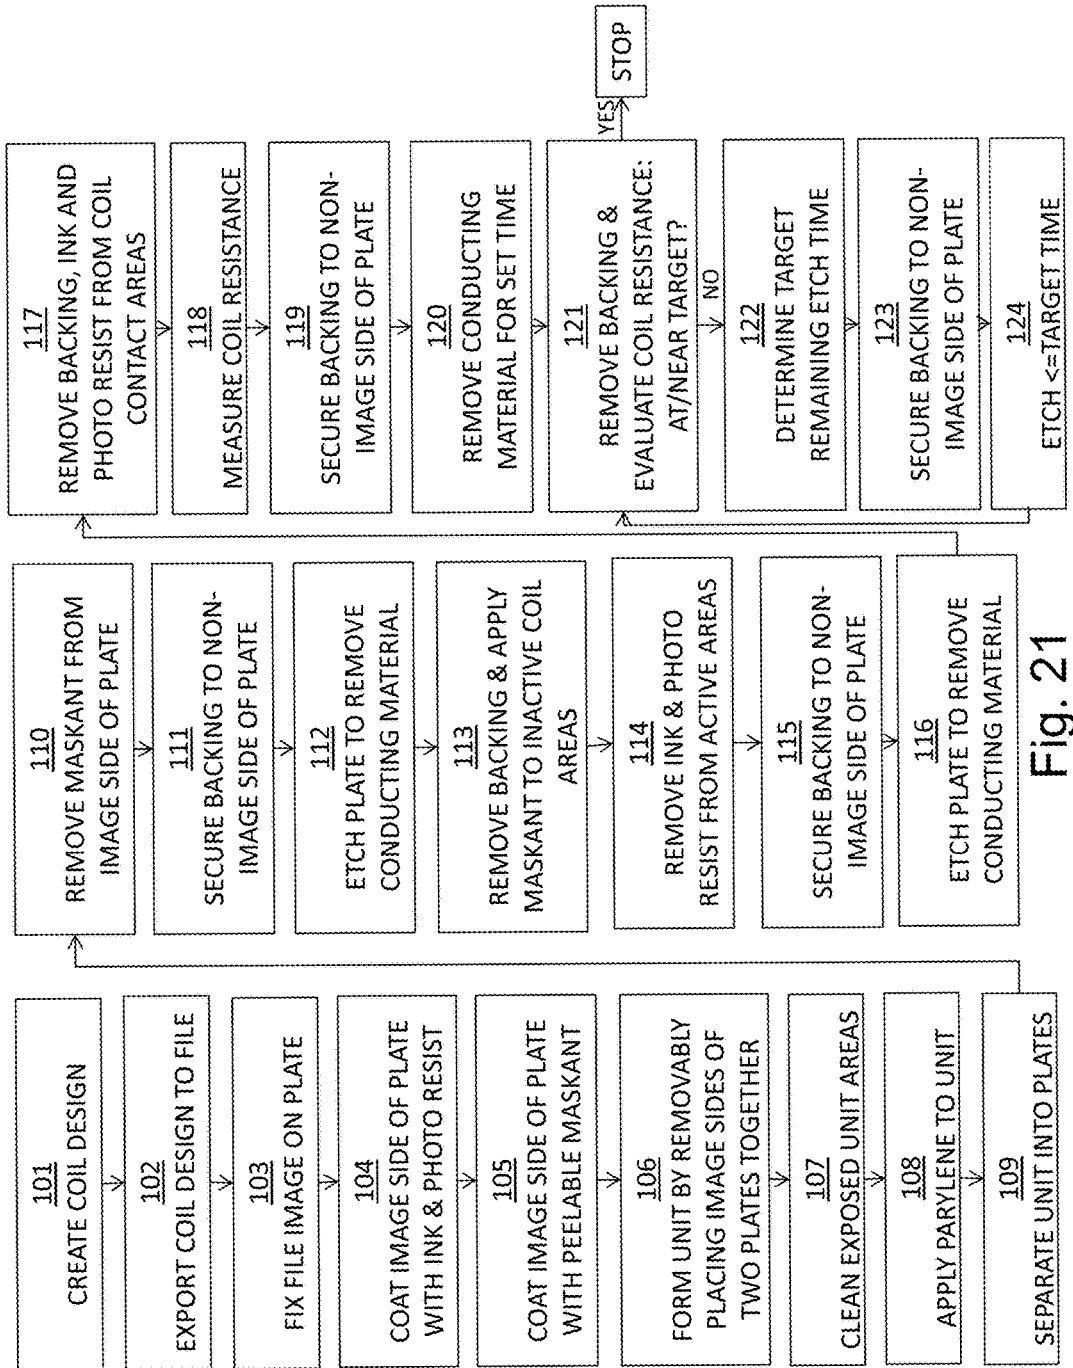 101
CREATE COIL DESIGN
102
EXPORT COIL DESIGN TO FILE
103
FIX FILE IMAGE ON PLATE
104
COAT IMAGE SIDE OF PLATE
WITH INK & PHOTO RESIST
105
COAT IMAGE SIDE OF PLATE
WITH PEELABLE MASKANT
106
FORM UNIT BY REMOVABLY
PLACING IMAGE SIDES OF
TWO PLATES TOGETHER
107
CLEAN EXPOSED UNIT AREAS
108
APPLY PARYLENE TO UNIT
109
SEPARATE UNIT INTO PLATES
110
REMOVE MASKANT FROM
IMAGE SIDE OF PLATE
111
SECURE BACKING TO NON-
IMAGE SIDE OF PLATE
112
ETCH PLATE TO REMOVE
CONDUCTING MATERIAL
113
REMOVE BACKING & APPLY
MASKANT TO INACTIVE COIL
AREAS
114
REMOVE INK & PHOTO
RESIST FROM ACTIVE AREAS
115
SECURE BACKING TO NON-
IMAGE SIDE OF PLATE
116
ETCH PLATE TO REMOVE
CONDUCTING MATERIAL
117
REMOVE BACKING, INK AND
PHOTO RESIST FROM COIL
CONTACT AREAS
118
MEASURE COIL RESISTANCE
119
SECURE BACKING TO NON-
IMAGE SIDE OF PLATE
120
REMOVE CONDUCTING
MATERIAL FOR SET TIME
121
REMOVE BACKING &
EVALUATE COIL RESISTANCE:
AT/NEAR TARGET?
YES
STOP
NO
122
DETERMINE TARGET
REMAINING ETCH TIME
123
SECURE BACKING TO NON-
IMAGE SIDE OF PLATE
124
ETCH <=TARGET TIME
Fig. 21